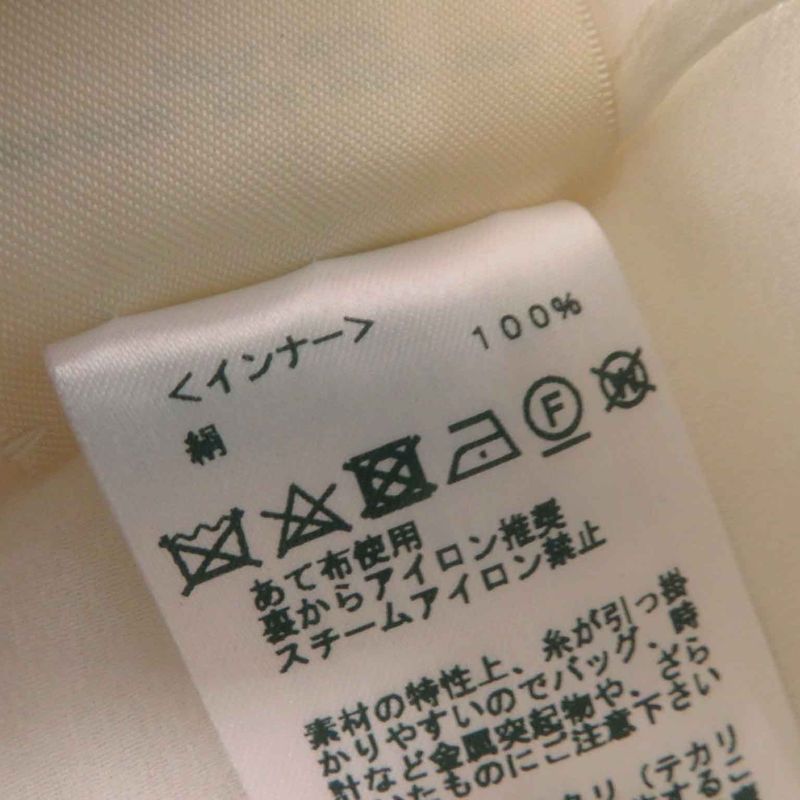 <インナー>
絹 100%
F W
あて布使用
裏からアイロン推奨
スチームアイロン禁止
素材の特性上、糸が引っ掛
かりやすいのでバッグ、時
計など金属突起物や、ざら
いたものにご注意下さい
(テカリ